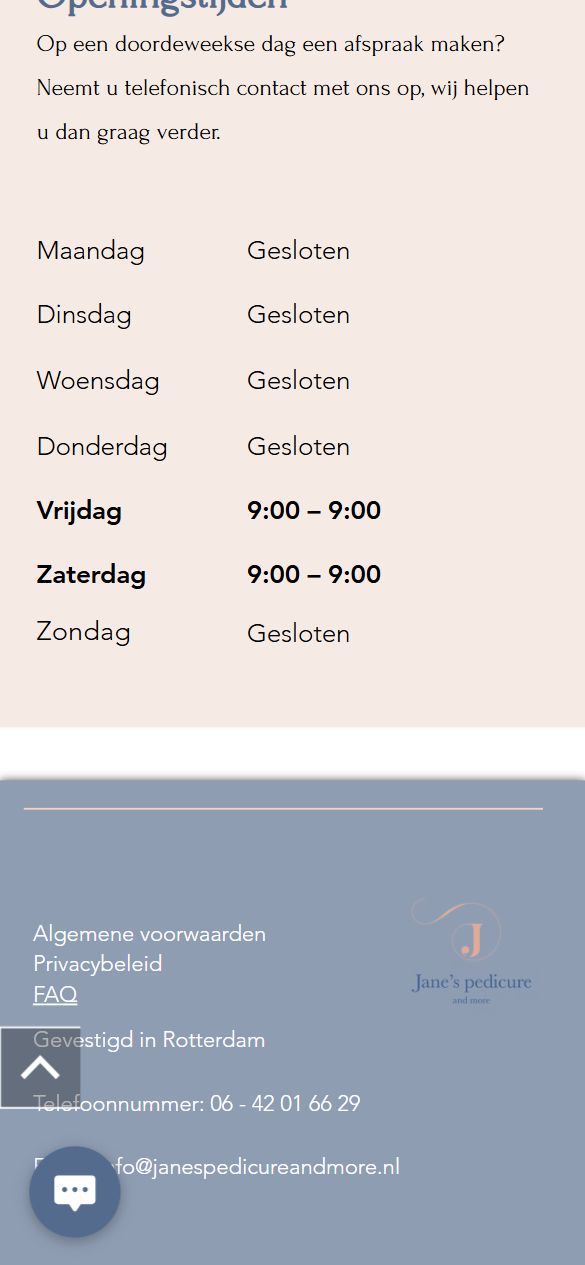 Openingstijden
Op een doordeweekse dag een afspraak maken?
Neemt u telefonisch contact met ons op, wij helpen
u dan graag verder.
Maandag Gesloten
Dinsdag Gesloten
Woensdag Gesloten
Donderdag Gesloten
Vrijdag 9:00 – 9:00
Zaterdag 9:00 – 9:00
Zondag Gesloten
Algemene voorwaarden
Privacybeleid
FAQ
J
Jane's pedicure
and more
Gevestigd in Rotterdam
Telefoonnummer: 06 - 42 01 66 29
fo@janespedicureandmore.nl